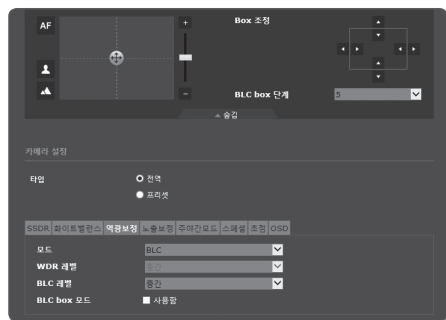 AF
+
Box 조정
−
BLC box 단계
5
숨김
카메라 설정
타입
전역
프리셋
SSDR 화이트밸런스 역광보정 노출보정 주야간모드 스페셜 초점 OSD
모드
BLC
WDR 레벨
중간
BLC 레벨
중간
BLC box 모드
사용함